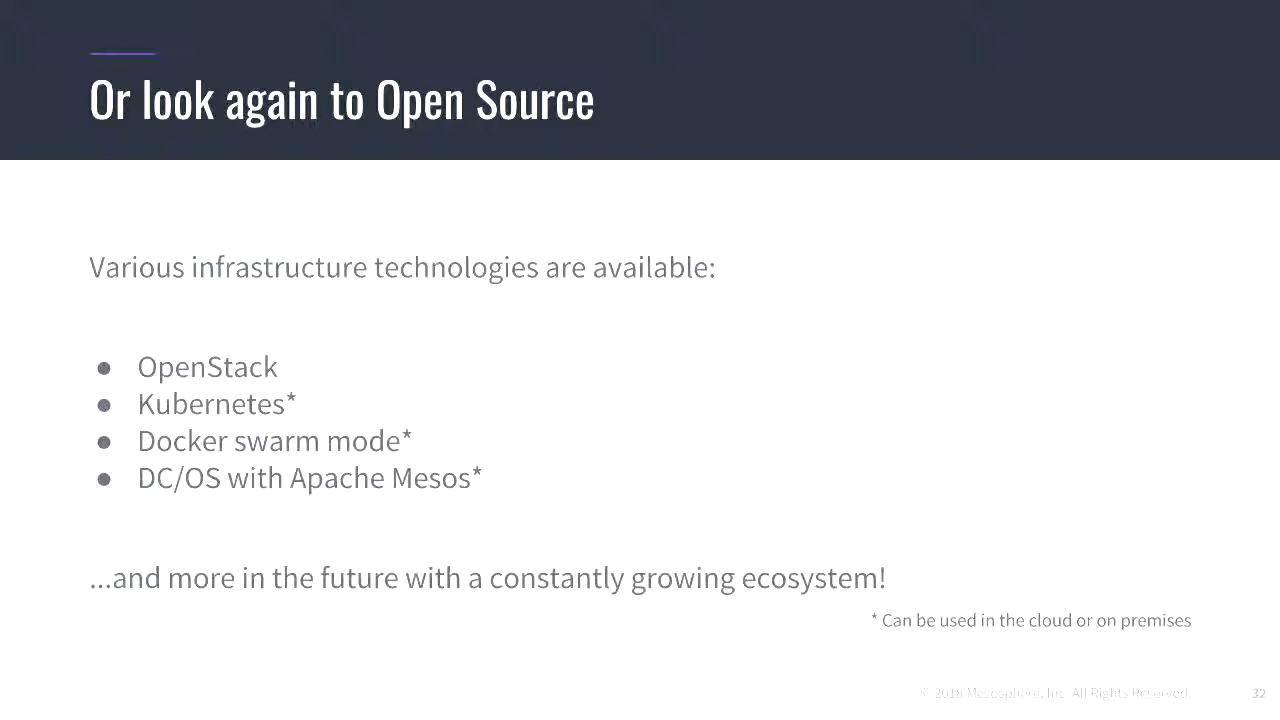 Or look again to Open Source
Various infrastructure technologies are available:
● OpenStack
● Kubernetes*
● Docker swarm mode*
● DC/OS with Apache Mesos*
...and more in the future with a constantly growing ecosystem!
* Can be used in the cloud or on premises
© 2018 Mesosphere, Inc. All Rights Reserved.
32